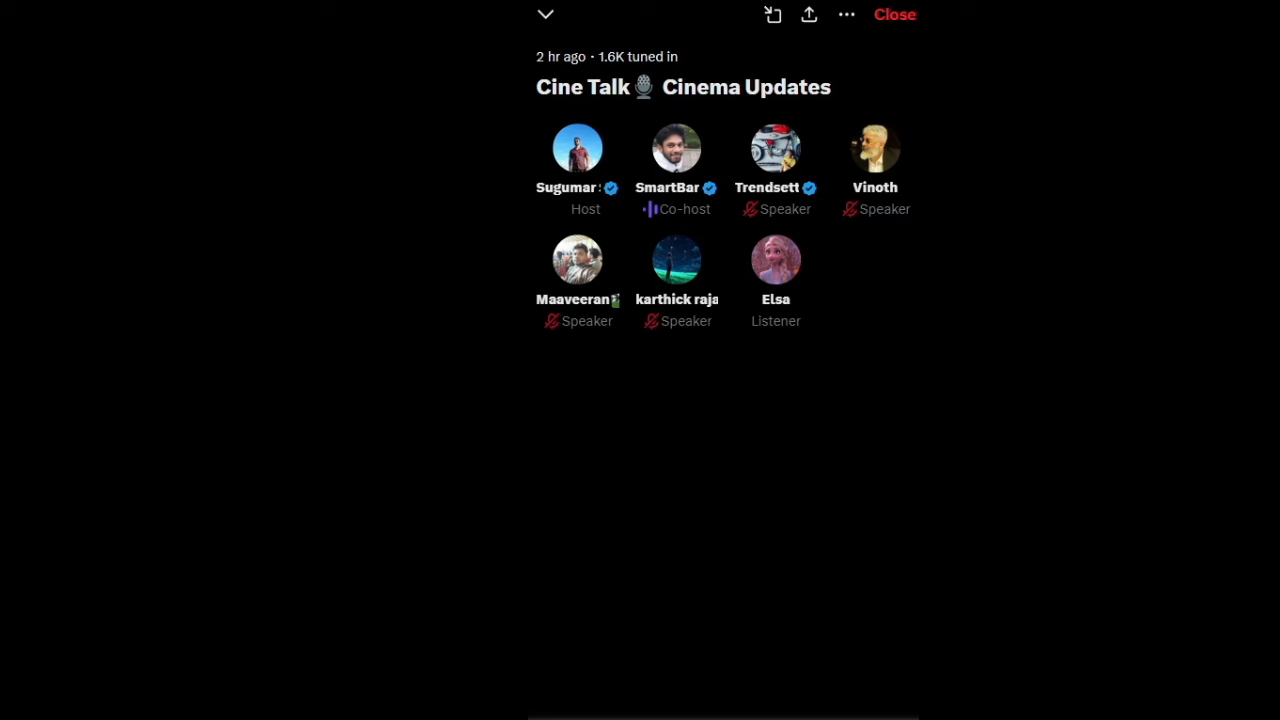 Close
2 hr ago · 1.6K tuned in
Cine Talk🎙️ Cinema Updates
Sugumar SmartBar Trendsett Vinoth
Host Co-host Speaker Speaker
Maaveeran karthick raja Elsa
Speaker Speaker Listener